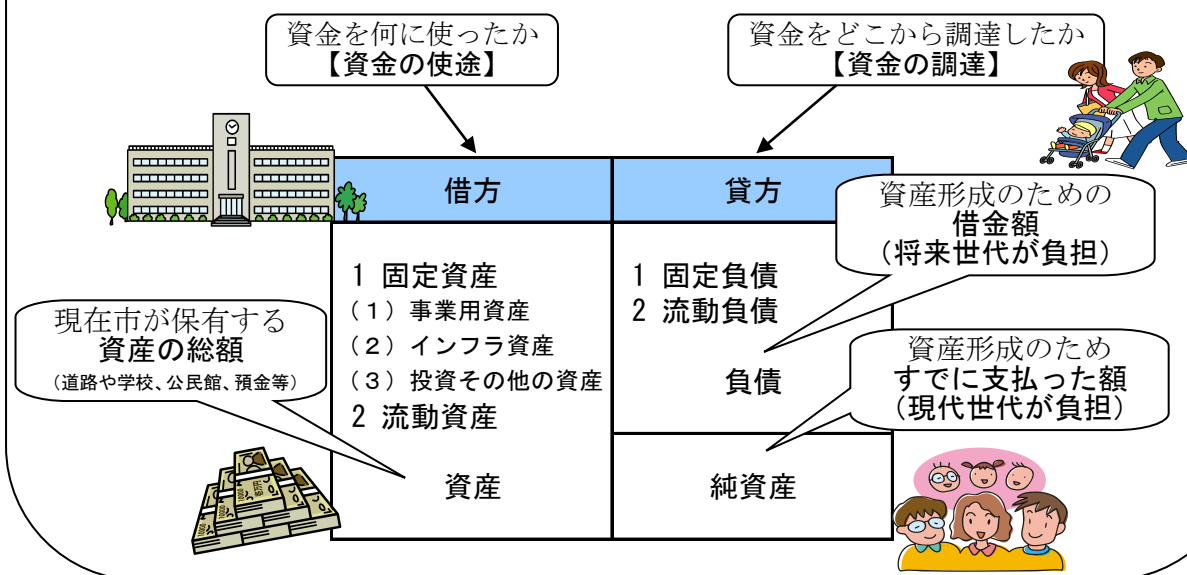 資金を何に使ったか
【資金の使途】
資金をどこから調達したか
【資金の調達】
借方
貸方
1 固定資産
(1)事業用資産
(2)インフラ資産
(3)投資その他の資産
2 流動資産
資産
1 固定負債
2 流動負債
負債
純資産
現在市が保有する
資産の総額
(道路や学校、公民館、預金等)
資産形成のための
借金額
(将来世代が負担)
資産形成のため
すでに支払った額
(現代世代が負担)